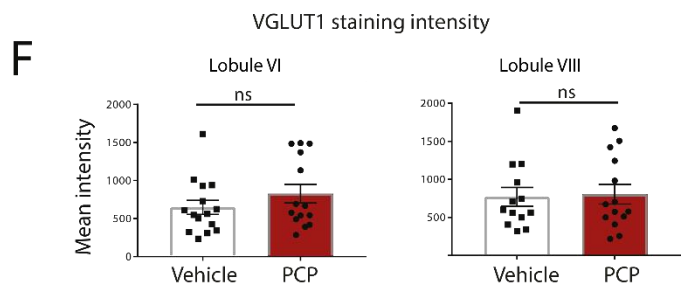 VGLUT1 staining intensity
F
Lobule VI
Lobule VIII
ns
ns
Mean intensity
2000
1500
1000
500
0
2000
1500
1000
500
Vehicle PCP
Vehicle PCP